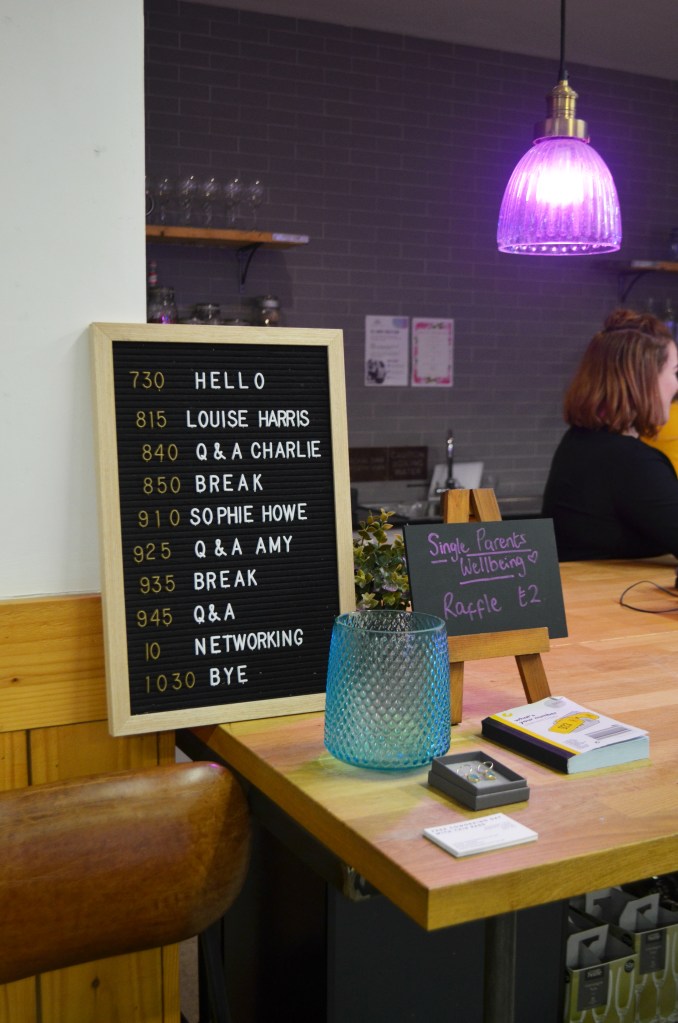 730 HELLO
815 LOUISE HARRIS
840 Q&A CHARLIE
850 BREAK
910 SOPHIE HOWE
925 Q&A AMY
935 BREAK
945 Q&A
10 NETWORKING
1030 BYE
Single Parents
Wellbeing
Raffle £2